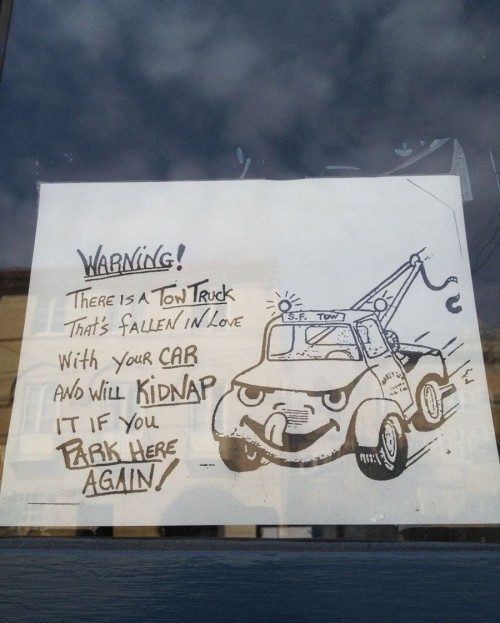 WARNING!
THERE IS A TOW TRUCK
THAT'S FALLEN IN LOVE
WITH YOUR CAR
AND WILL KIDNAP
IT IF YOU
PARK HERE
AGAIN!
S.F. TOW